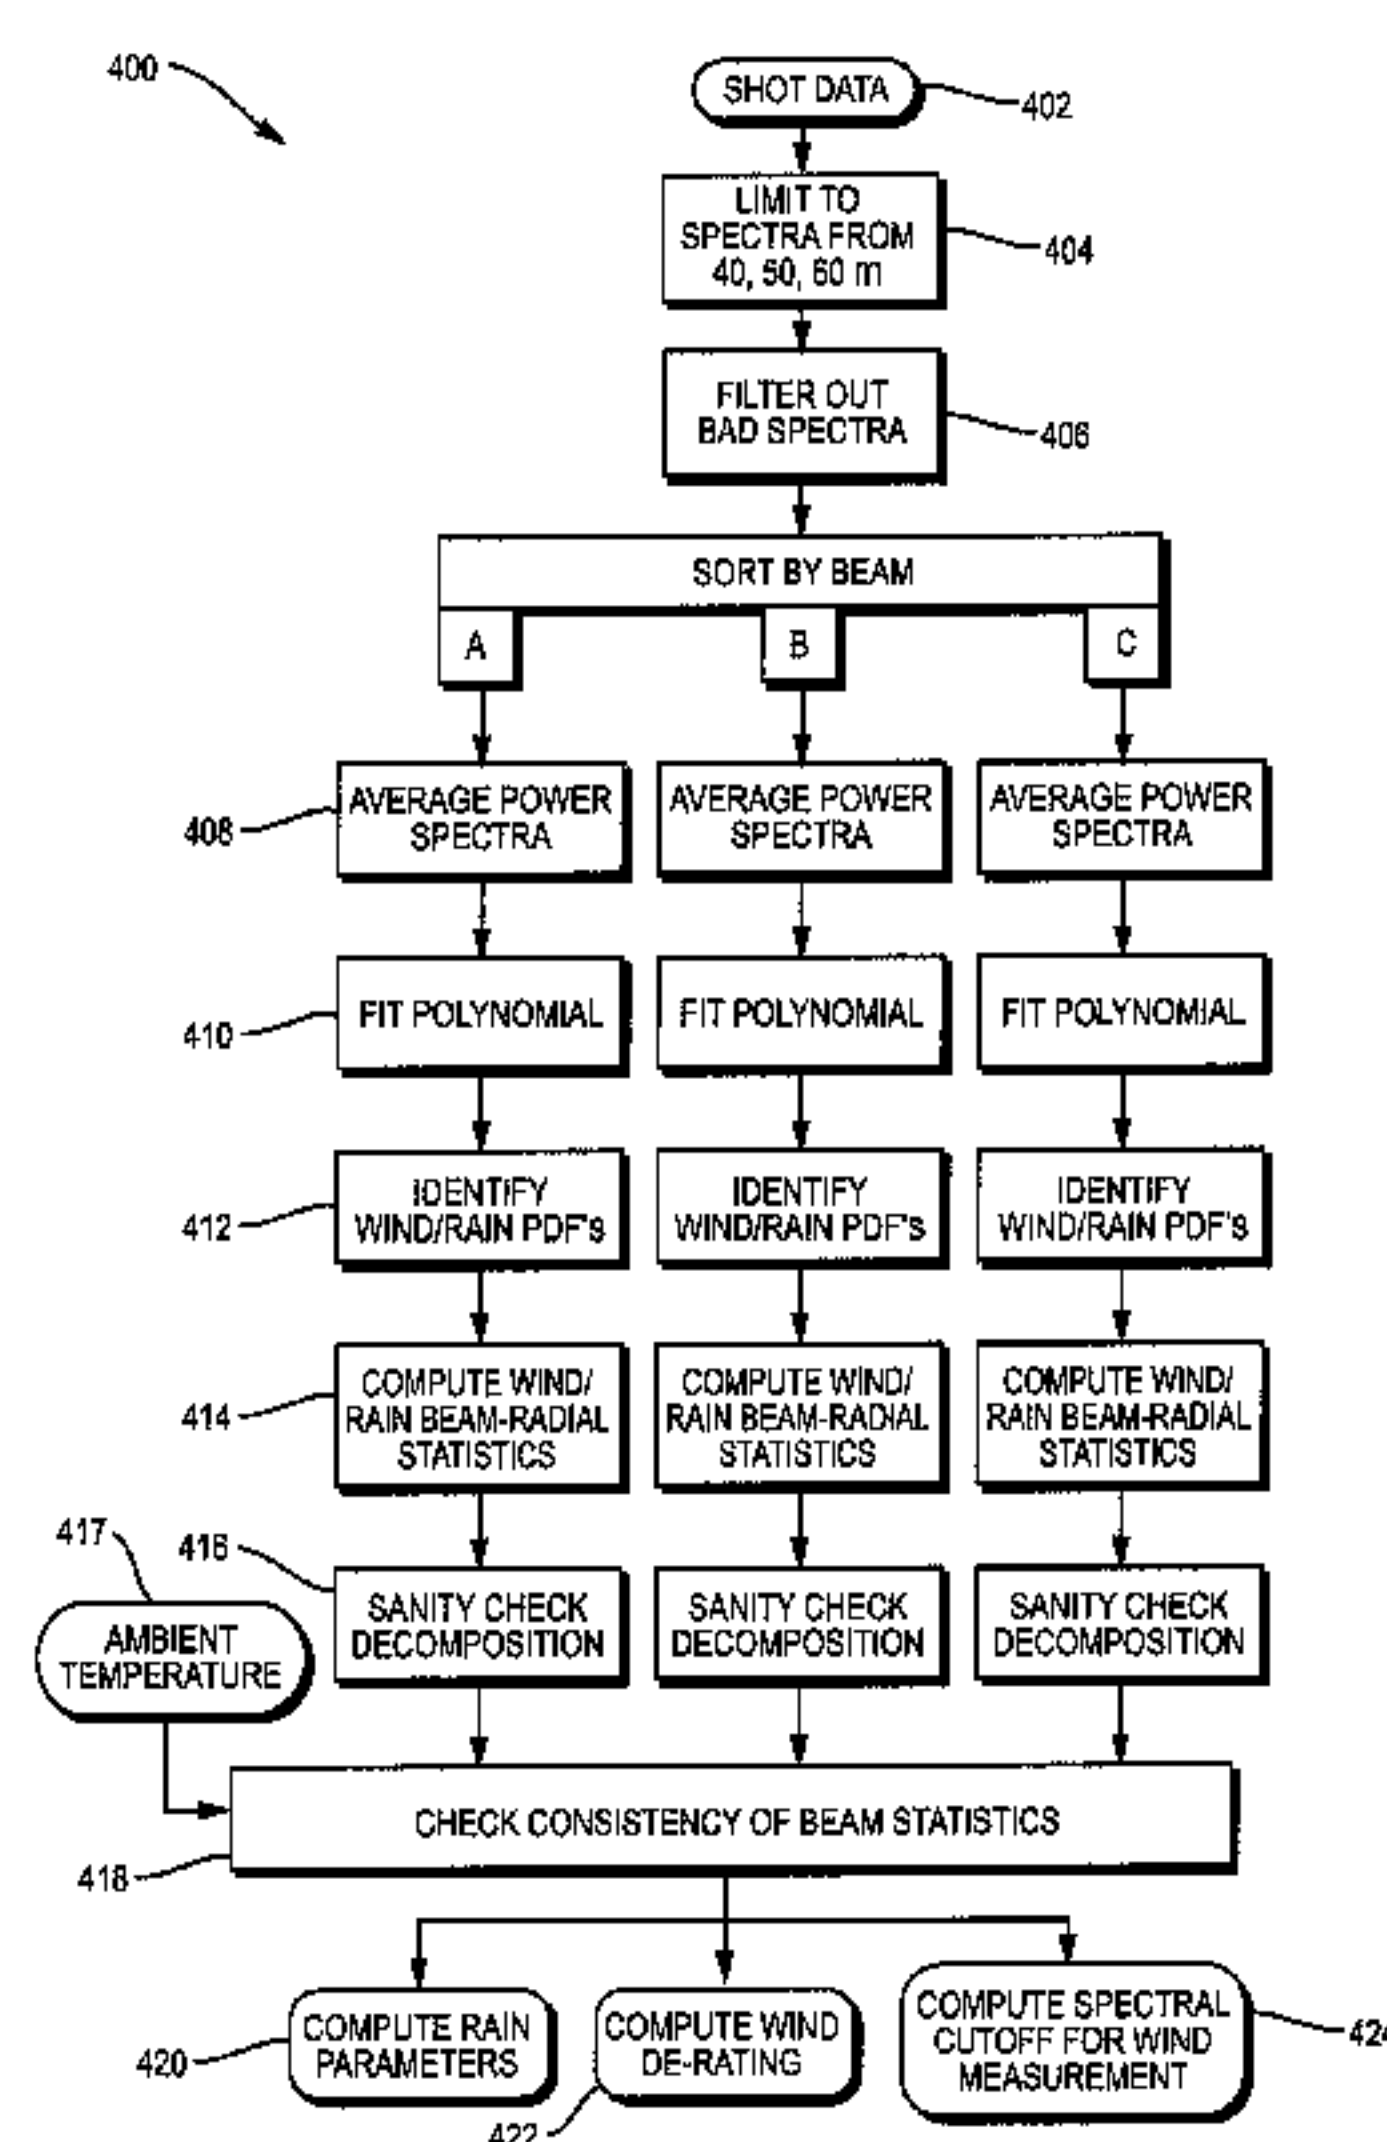 400
SHOT DATA
402
LIMIT TO
SPECTRA FROM
40, 50, 60 m
404
FILTER OUT
BAD SPECTRA
406
SORT BY BEAM
A
B
C
408
AVERAGE POWER
SPECTRA
AVERAGE POWER
SPECTRA
AVERAGE POWER
SPECTRA
410
FIT POLYNOMIAL
FIT POLYNOMIAL
FIT POLYNOMIAL
412
IDENTIFY
WIND/RAIN PDF's
IDENTIFY
WIND/RAIN PDF's
IDENTIFY
WIND/RAIN PDF's
414
COMPUTE WIND/
RAIN BEAM-RADIAL
STATISTICS
COMPUTE WIND/
RAIN BEAM-RADIAL
STATISTICS
COMPUTE WIND/
RAIN BEAM-RADIAL
STATISTICS
417
416
AMBIENT
TEMPERATURE
SANITY CHECK
DECOMPOSITION
SANITY CHECK
DECOMPOSITION
SANITY CHECK
DECOMPOSITION
CHECK CONSISTENCY OF BEAM STATISTICS
418
420
COMPUTE RAIN
PARAMETERS
COMPUTE WIND
DE-RATING
422
COMPUTE SPECTRAL
CUTOFF FOR WIND
MEASUREMENT
424